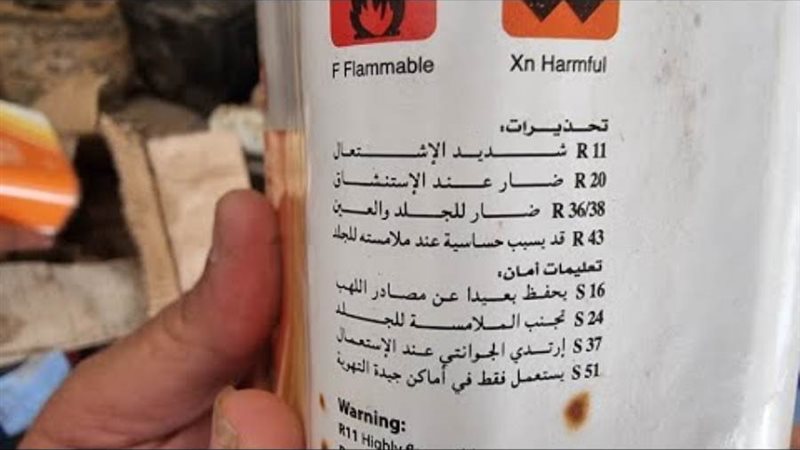 F Flammable
Xn Harmful
تحذيرات:
R 11 شديد الإشتعال
R 20 ضار عند الإستنشاق
R 36/38 ضار للجلد والعين
R 43 قد يسبب حساسية عند ملامسته للجلد
تعليمات أمان:
S 16 يحفظ بعيدا عن مصادر اللهب
S 24 تجنب الملامسة للجلد
S 37 إرتدي الجوانتي عند الإستعمال
S 51 يستعمل فقط في أماكن جيدة التهوية
Warning:
R11 Highly